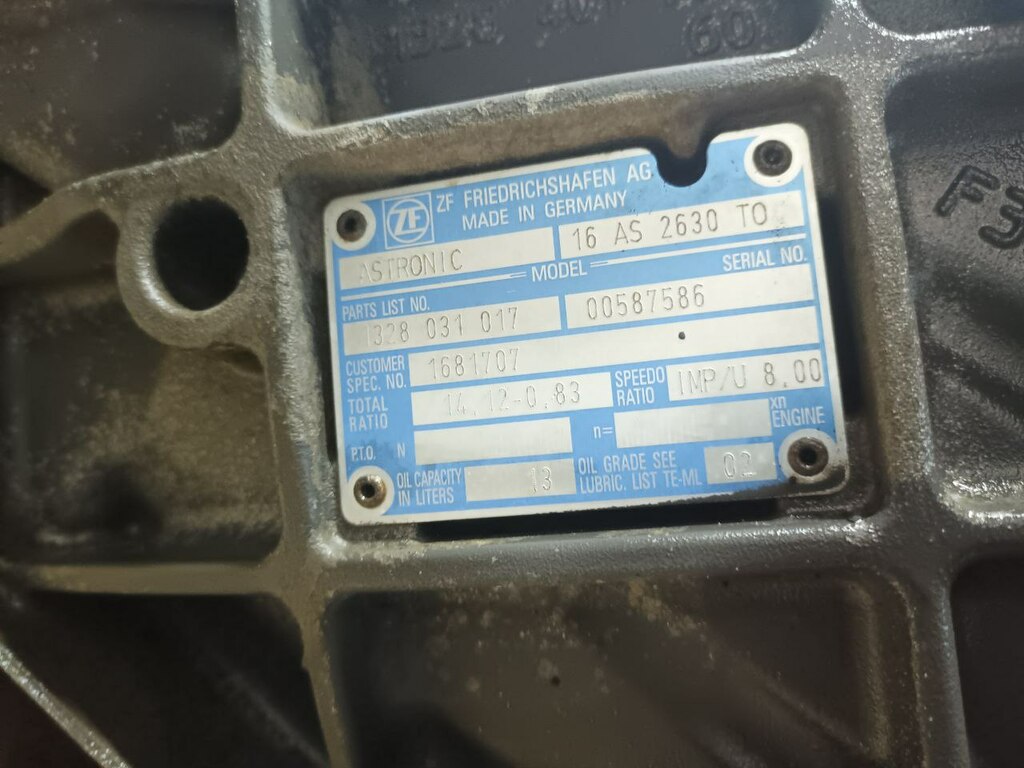 60
ZF
ZF FRIEDRICHSHAFEN AG
MADE IN GERMANY
ASTRONIC
16 AS 2630 TO
MODEL
SERIAL NO.
PARTS LIST NO.
1328 031 017
00587586
CUSTOMER
SPEC. NO.
1681707
TOTAL
RATIO
14.12-0.83
SPEEDO
RATIO
IMP/U 8.00
P.T.O.
N
n=
xn
ENGINE
OIL CAPACITY
IN LITERS
13
OIL GRADE SEE
LUBRIC. LIST TE-ML
02